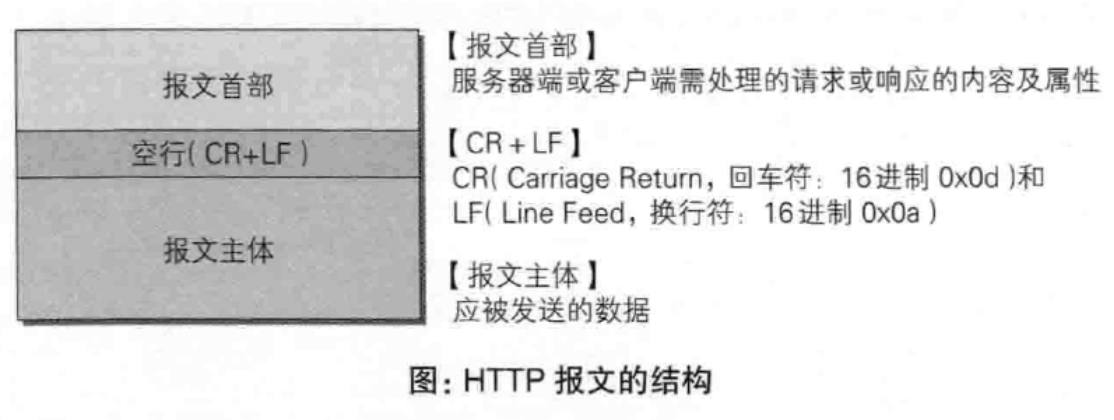 报文首部
空行( CR+LF )
报文主体
【报文首部】
服务器端或客户端需处理的请求或响应的内容及属性
【CR + LF】
CR( Carriage Return，回车符：16进制 0x0d )和
LF( Line Feed，换行符：16进制 0x0a )
【报文主体】
应被发送的数据
图：HTTP 报文的结构